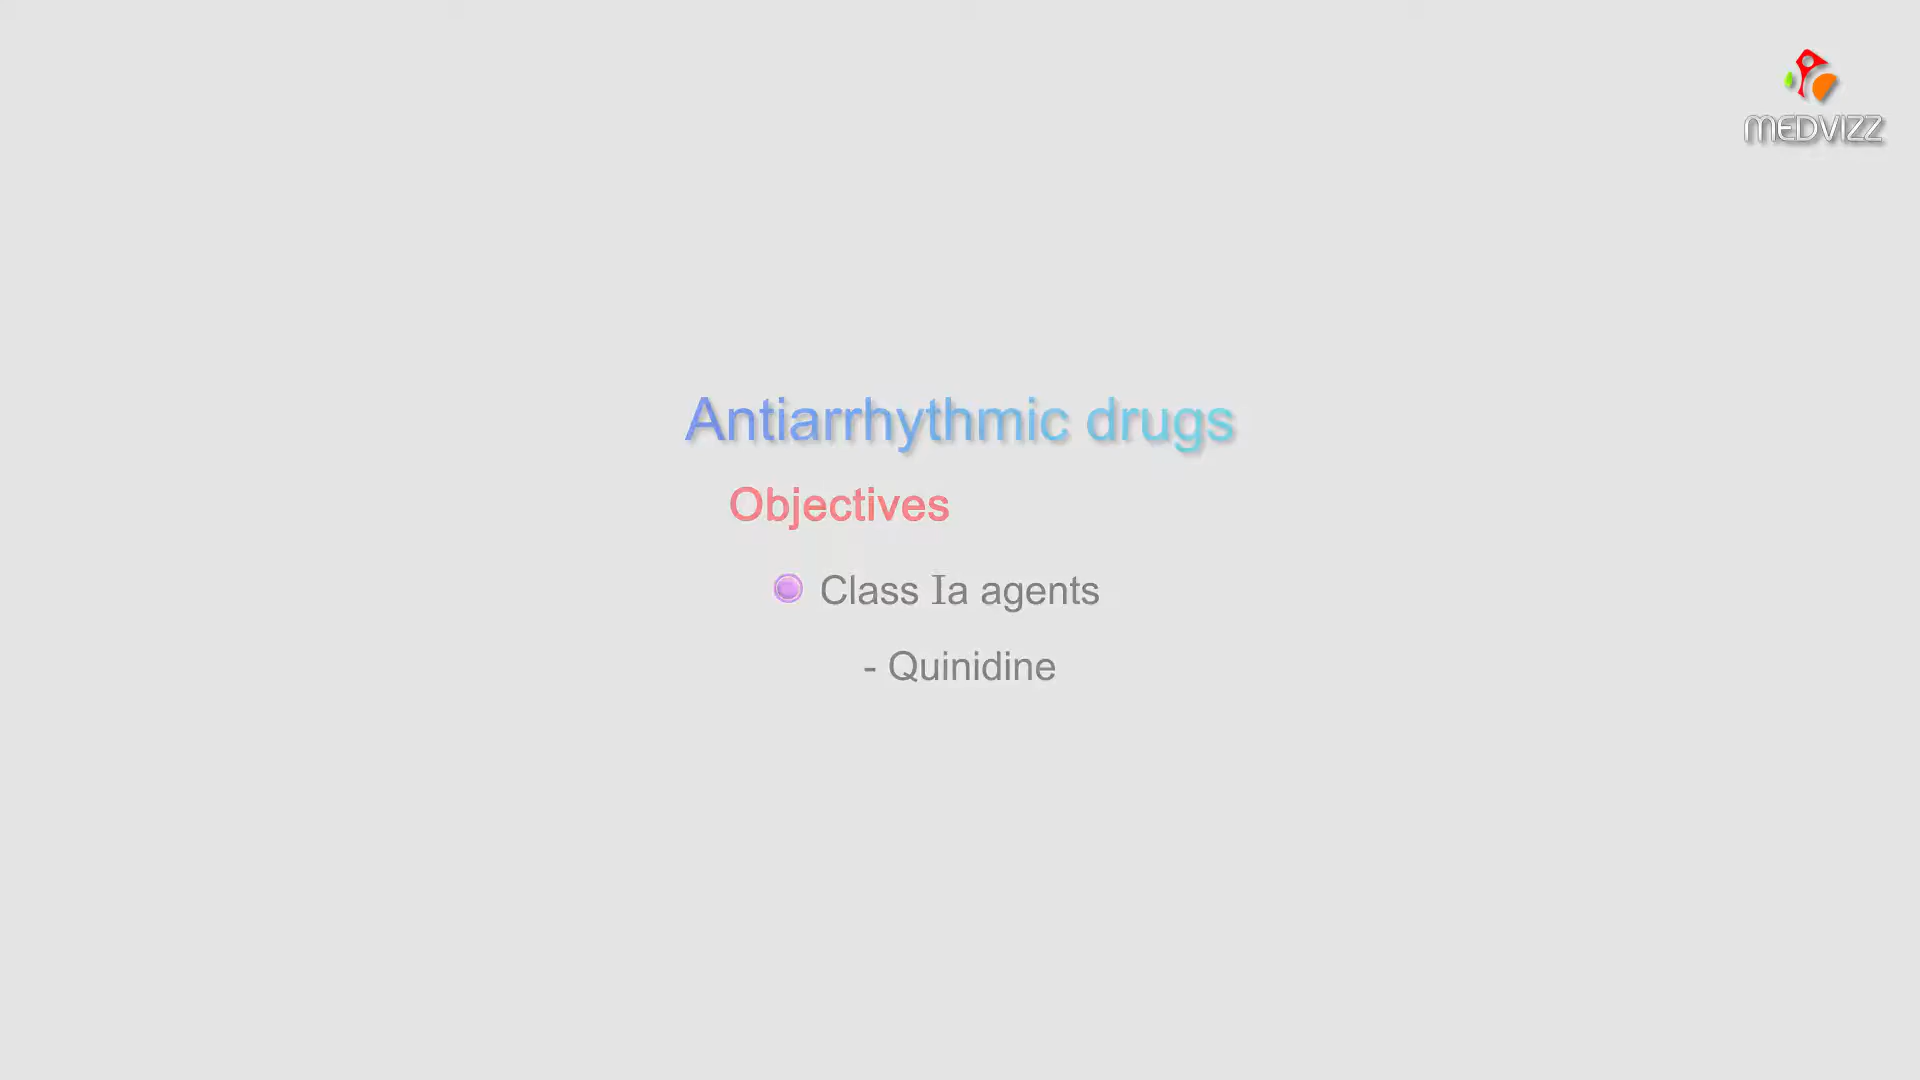 MEDVIZZ
Antiarrhythmic drugs
Objectives
Class Ia agents
- Quinidine